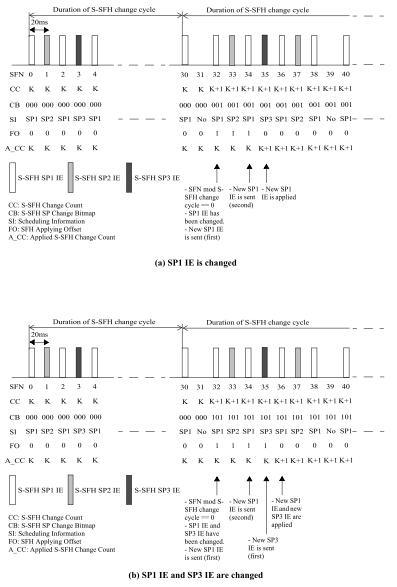 Duration of S-SFH change cycle Duration of S-SFH change cycle
20ms
SFN 0 1 2 3 4 30 31 32 33 34 35 36 37 38 39 40
CC K K K K K K K K+1 K+1 K+1 K+1 K+1 K+1 K+1 K+1 K+1
CB 000 000 000 000 000 000 000 001 001 001 001 001 001 001 001 001
SI SP1 SP2 SP1 SP3 SP1 SP1 No SP1 SP2 SP1 SP3 SP1 SP2 SP1 No SP1
FO 0 0 0 0 0 0 0 1 1 1 0 0 0 0 0 0
A_CC K K K K K K K K K K K+1 K+1 K+1 K+1 K+1 K+1
S-SFH SP1 IE S-SFH SP2 IE S-SFH SP3 IE
CC: S-SFH Change Count
CB: S-SFH SP Change Bitmap
SI: Scheduling Information
FO: SFH Applying Offset
A_CC: Applied S-SFH Change Count
- SFN mod S-
SFH change
cycle == 0
- SP1 IE has
been changed.
- New SP1 IE
is sent (first)
- New SP1
IE is sent
(second)
- New SP1
IE is applied
(a) SP1 IE is changed
Duration of S-SFH change cycle Duration of S-SFH change cycle
20ms
SFN 0 1 2 3 4 30 31 32 33 34 35 36 37 38 39 40
CC K K K K K K K K+1 K+1 K+1 K+1 K+1 K+1 K+1 K+1 K+1
CB 000 000 000 000 000 000 000 101 101 101 101 101 101 101 101 101
SI SP1 SP2 SP1 SP3 SP1 SP1 No SP1 SP2 SP1 SP3 SP1 SP2 SP1 No SP1
FO 0 0 0 0 0 0 0 1 1 1 1 0 0 0 0 0
A_CC K K K K K K K K K K K K+1 K+1 K+1 K+1 K+1
S-SFH SP1 IE S-SFH SP2 IE S-SFH SP3 IE
CC: S-SFH Change Count
CB: S-SFH SP Change Bitmap
SI: Scheduling Information
FO: SFH Applying Offset
A_CC: Applied S-SFH Change Count
- SFN mod S-
SFH change
cycle == 0
- SP1 IE and
SP3 IE have
been changed.
- New SP1 IE
is sent (first)
- New SP1
IE is sent
(second)
- New SP3
IE is sent
(first)
- New SP1
IE and new
SP3 IE are
applied
(b) SP1 IE and SP3 IE are changed